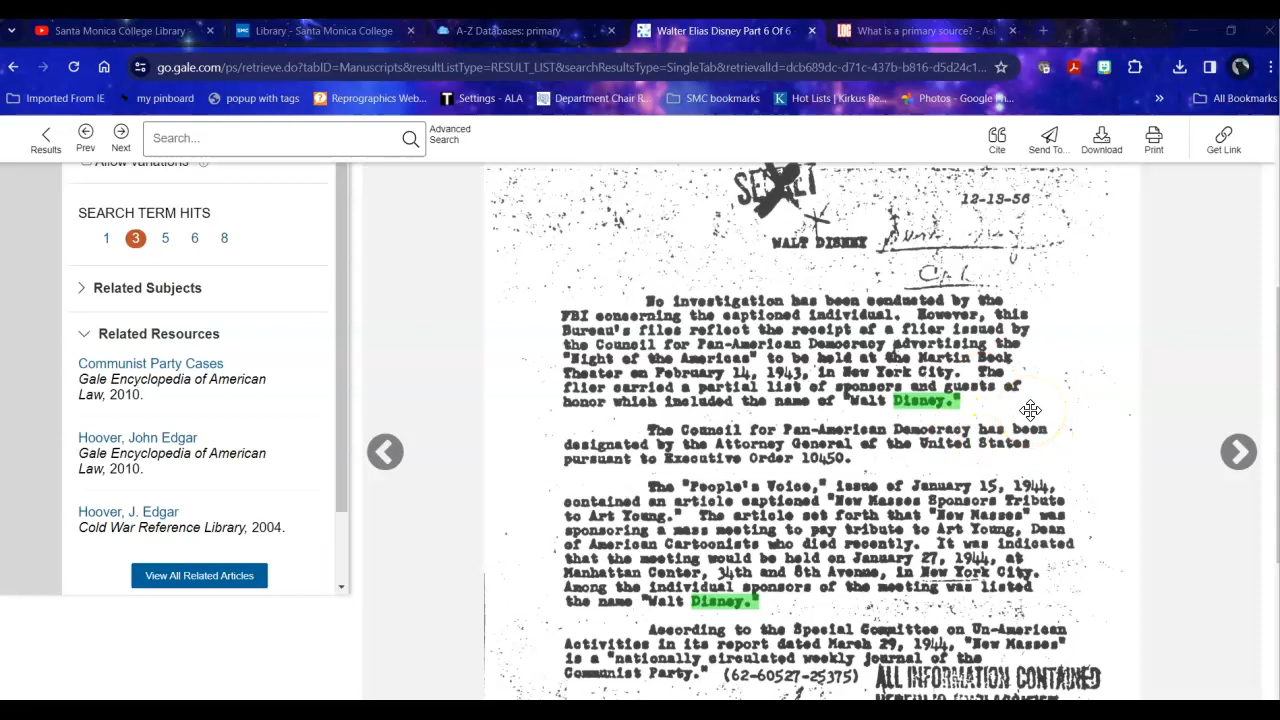 Santa Monica College Library -
Library - Santa Monica College
A-Z Databases: primary
Walter Elias Disney Part 6 Of 6
What is a primary source? - As
go.gale.com/ps/retrieve.do?tabID=Manuscripts&resultListType=RESULT_LIST&searchResultsType=SingleTab&retrievalId=dcb689dc-d71c-437b-b816-d5d24c1...
Imported From IE
my pinboard
popup with tags
Reprographics Web...
Settings - ALA
Department Chair R...
SMC bookmarks
Hot Lists | Kirkus Re...
Photos - Google Ph...
All Bookmarks
Results
Prev
Next
Search...
Advanced
Search
Cite
Send To...
Download
Print
Get Link
Allow variations
SEARCH TERM HITS
1 3 5 6 8
Related Subjects
Related Resources
Communist Party Cases
Gale Encyclopedia of American
Law, 2010.
Hoover, John Edgar
Gale Encyclopedia of American
Law, 2010.
Hoover, J. Edgar
Cold War Reference Library, 2004.
View All Related Articles
SECRET
12-13-56
WALT DISNEY
No investigation has been conducted by the
FBI concerning the captioned individual. However, this
Bureau's files reflect the receipt of a flier issued by
the Council for Pan-American Democracy advertising the
"Night of the Americas" to be held at the Martin Beck
Theater on February 14, 1943, in New York City. The
flier carried a partial list of sponsors and guests of
honor which included the name of "Walt Disney."
The Council for Pan-American Democracy has been
designated by the Attorney General of the United States
pursuant to Executive Order 10450.
The "People's Voice," issue of January 15, 1944,
contained an article captioned "New Masses Sponsors Tribute
to Art Young." The article set forth that "New Masses" was
sponsoring a mass meeting to pay tribute to Art Young, Dean
of American Cartoonists who died recently. It was indicated
that the meeting would be held on January 27, 1944, at
Manhattan Center, 34th and 8th Avenue, in New York City.
Among the individual sponsors of the meeting was listed
the name "Walt Disney."
According to the Special Committee on Un-American
Activities in its report dated March 29, 1944, "New Masses"
is a "nationally circulated weekly journal of the
Communist Party." (62-60527-25375)
ALL INFORMATION CONTAINED